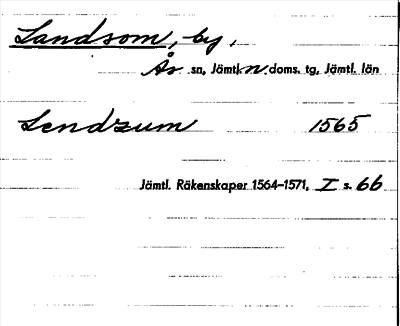 Landsom, by,
Ås sn, Jämtl. n. doms. tg, Jämtl. län
Lendzum 1565
Jämtl. Räkenskaper 1564-1571, I s. 66